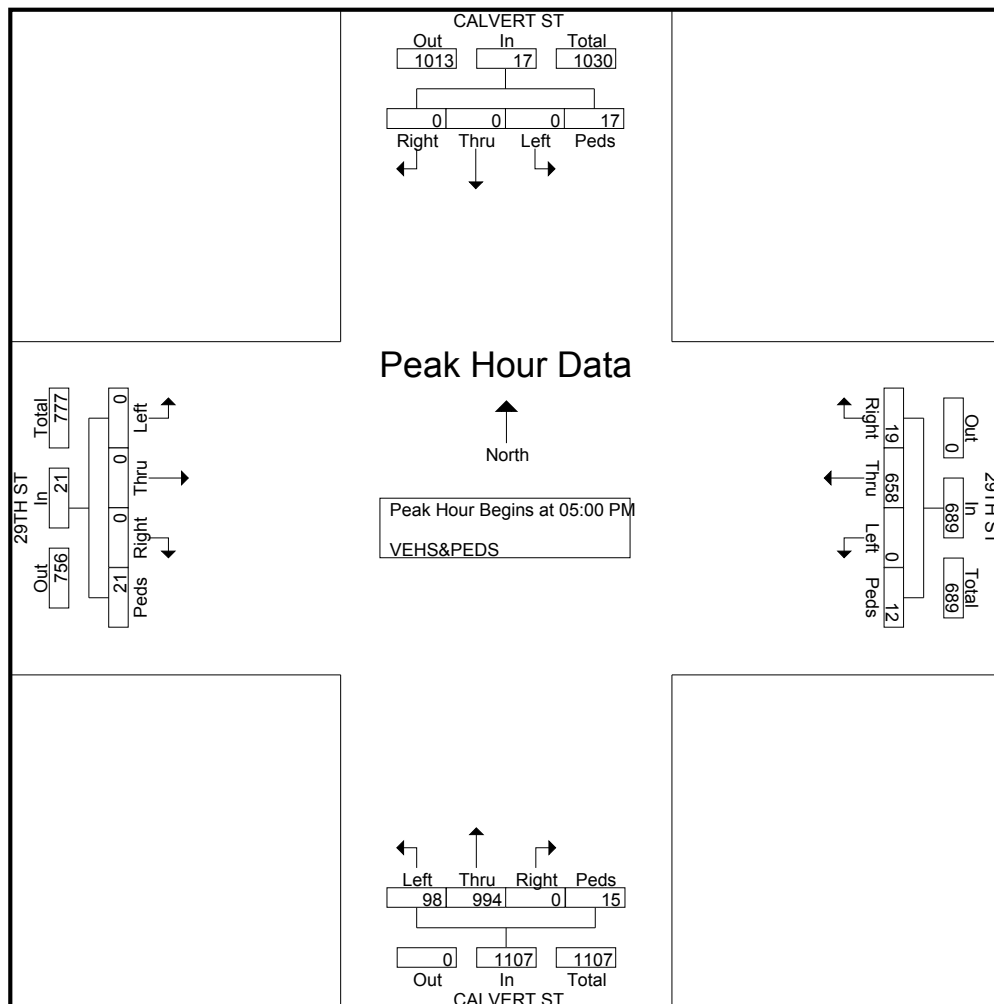 CALVERT ST
Out In Total
1013 17 1030
0 0 0 17
Right Thru Left Peds
Peak Hour Data
North
Peak Hour Begins at 05:00 PM
VEHS&PEDS
29TH ST
Out In Total
756 21 777
Peds Right Thru Left
21 0 0 0
Right Thru Left Peds
19 658 0 12
Out In Total
0 689 689
29TH ST
Left Thru Right Peds
98 994 0 15
0 1107 1107
Out In Total
CALVERT ST